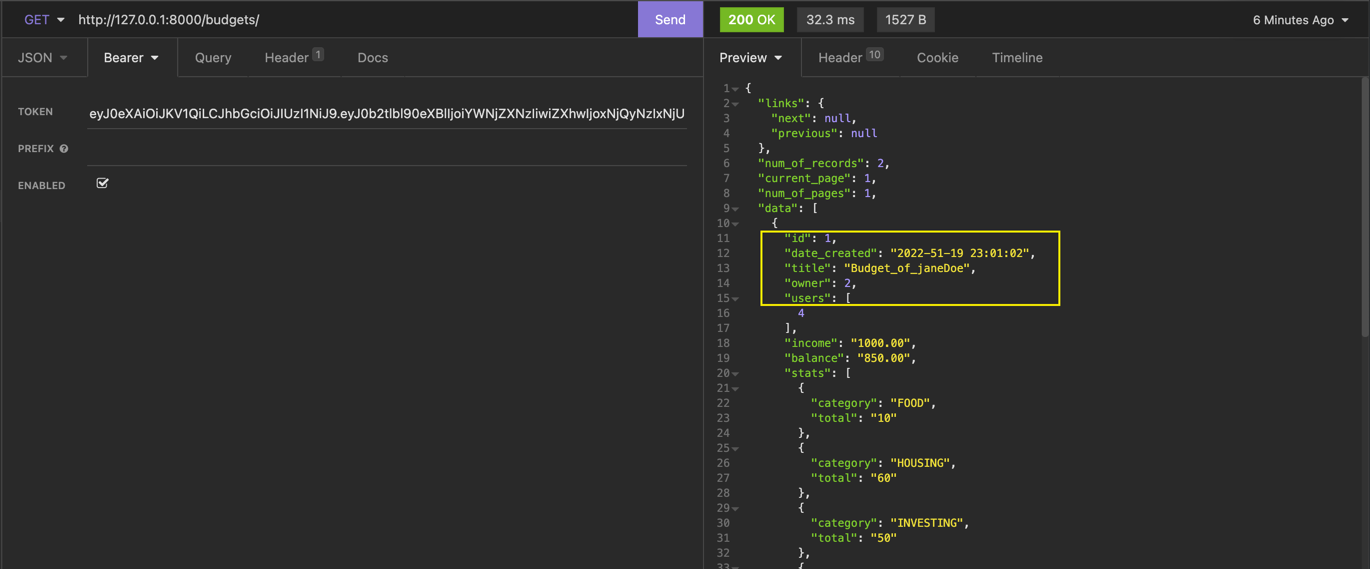 GET http://127.0.0.1:8000/budgets/ Send 200 OK 32.3 ms 1527 B 6 Minutes Ago
JSON Bearer Query Header 1 Docs
Preview Header 10 Cookie Timeline
TOKEN
PREFIX
ENABLED
1 {
2 "links": {
3 "next": null,
4 "previous": null
5 },
6 "num_of_records": 2,
7 "current_page": 1,
8 "num_of_pages": 1,
9 "data": [
10 {
11 "id": 1,
12 "date_created": "2022-51-19 23:01:02",
13 "title": "Budget_of_janeDoe",
14 "owner": 2,
15 "users": [
16 4
17 ],
18 "income": "1000.00",
19 "balance": "850.00",
20 "stats": [
21 {
22 "category": "FOOD",
23 "total": "10"
24 },
25 {
26 "category": "HOUSING",
27 "total": "60"
28 },
29 {
30 "category": "INVESTING",
31 "total": "50"
32 },
33 {